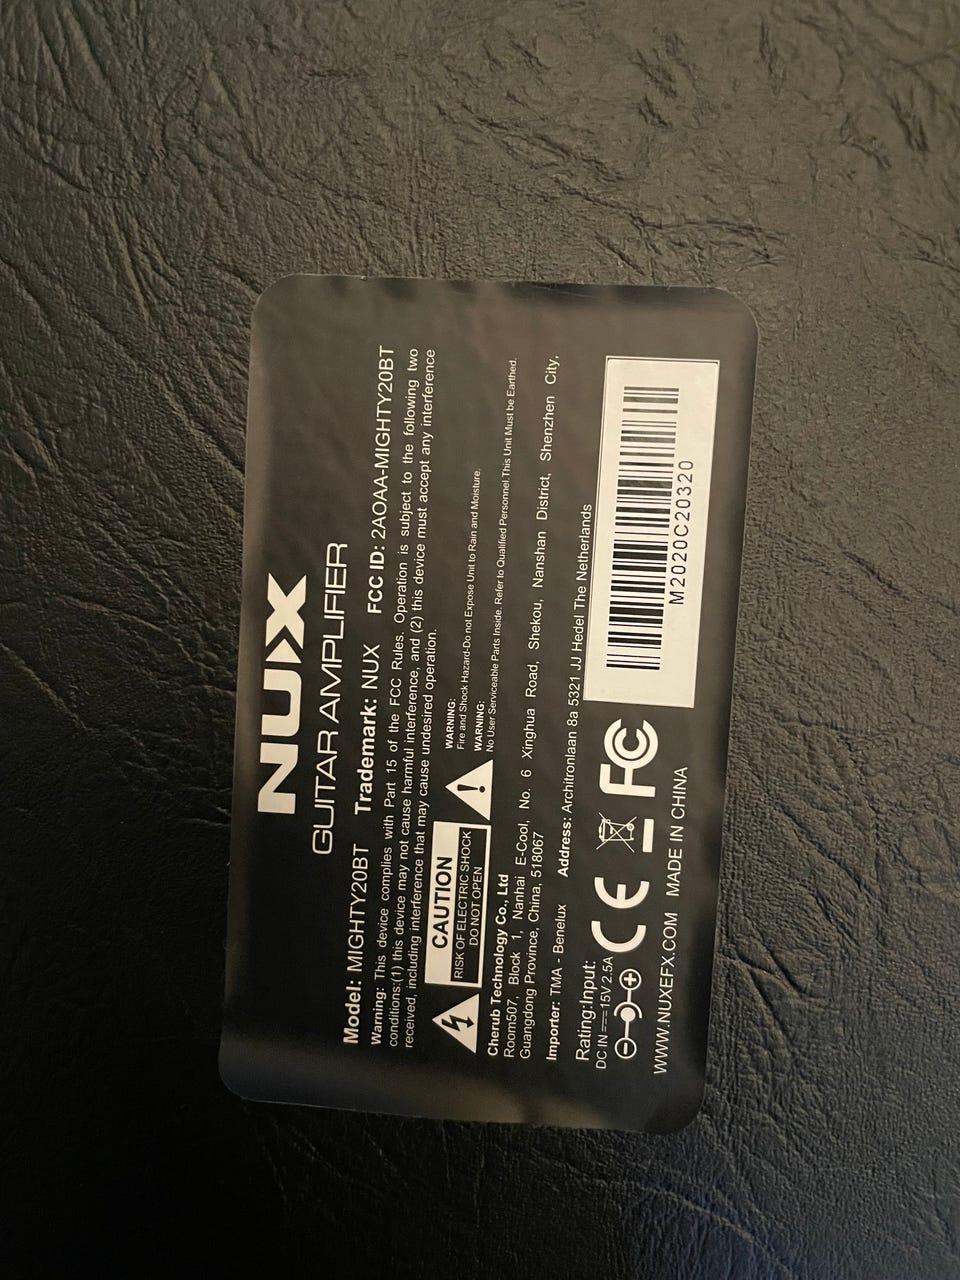 NUX
GUITAR AMPLIFIER
Model: MIGHTY20BT Trademark: NUX FCC ID: 2AOAA-MIGHTY20BT
Warning: This device complies with Part 15 of the FCC Rules. Operation is subject to the following two
conditions:(1) this device may not cause harmful interference, and (2) this device must accept any interference
received, including interference that may cause undesired operation.
CAUTION
RISK OF ELECTRIC SHOCK
DO NOT OPEN
WARNING:
Fire and Shock Hazard-Do not Expose Unit to Rain and Moisture.
WARNING:
No User Serviceable Parts Inside. Refer to Qualified Personnel.This Unit Must be Earthed.
Cherub Technology Co., Ltd
Room507, Block 1, Nanhai E-Cool, No. 6 Xinghua Road, Shekou, Nanshan District, Shenzhen City,
Guangdong Province, China, 518067
Importer: TMA - Benelux Address: Architronlaan 8a 5321 JJ Hedel The Netherlands
Rating:Input:
DC IN 15V 2.5A
CE FC
M2020C20320
WWW.NUXEFX.COM MADE IN CHINA